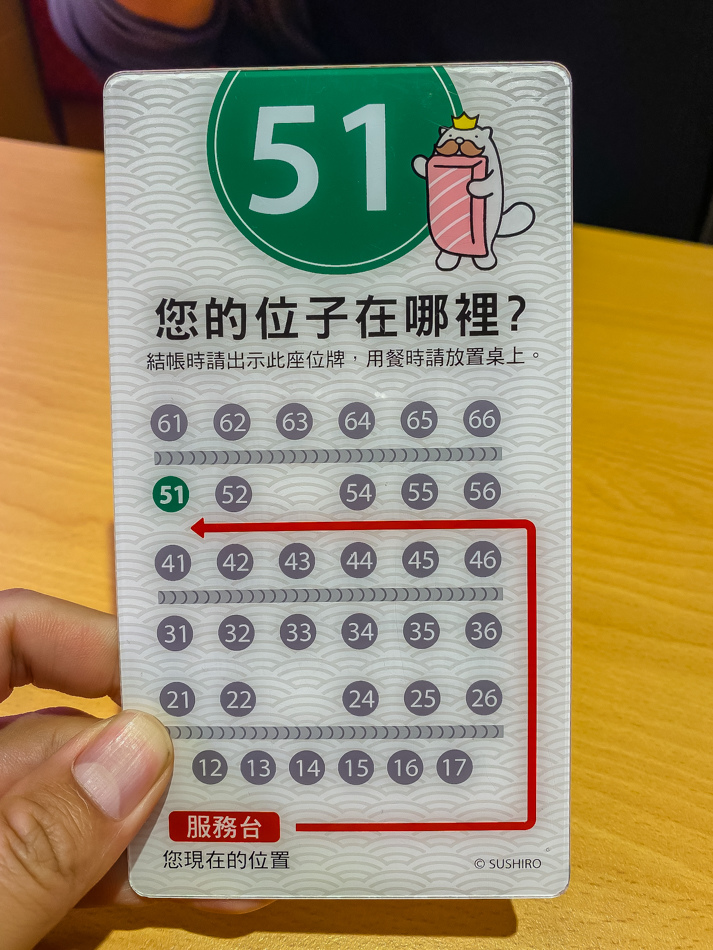 51
您的位子在哪裡?
結帳時請出示此座位牌，用餐時請放置桌上。
61 62 63 64 65 66
51 52 54 55 56
41 42 43 44 45 46
31 32 33 34 35 36
21 22 24 25 26
12 13 14 15 16 17
服務台
您現在的位置
© SUSHIRO